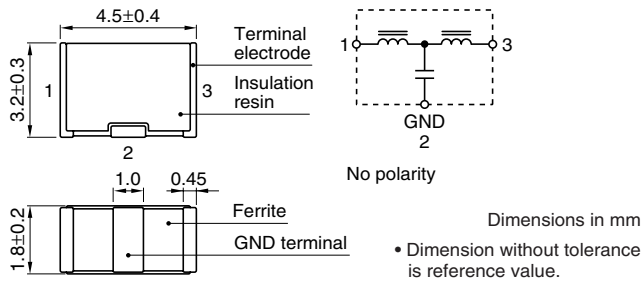 4.5±0.4
3.2±0.3
1
3
Terminal
electrode
Insulation
resin
2
1
3
GND
2
No polarity
1.0
0.45
1.8±0.2
Ferrite
GND terminal
Dimensions in mm
• Dimension without tolerance
is reference value.